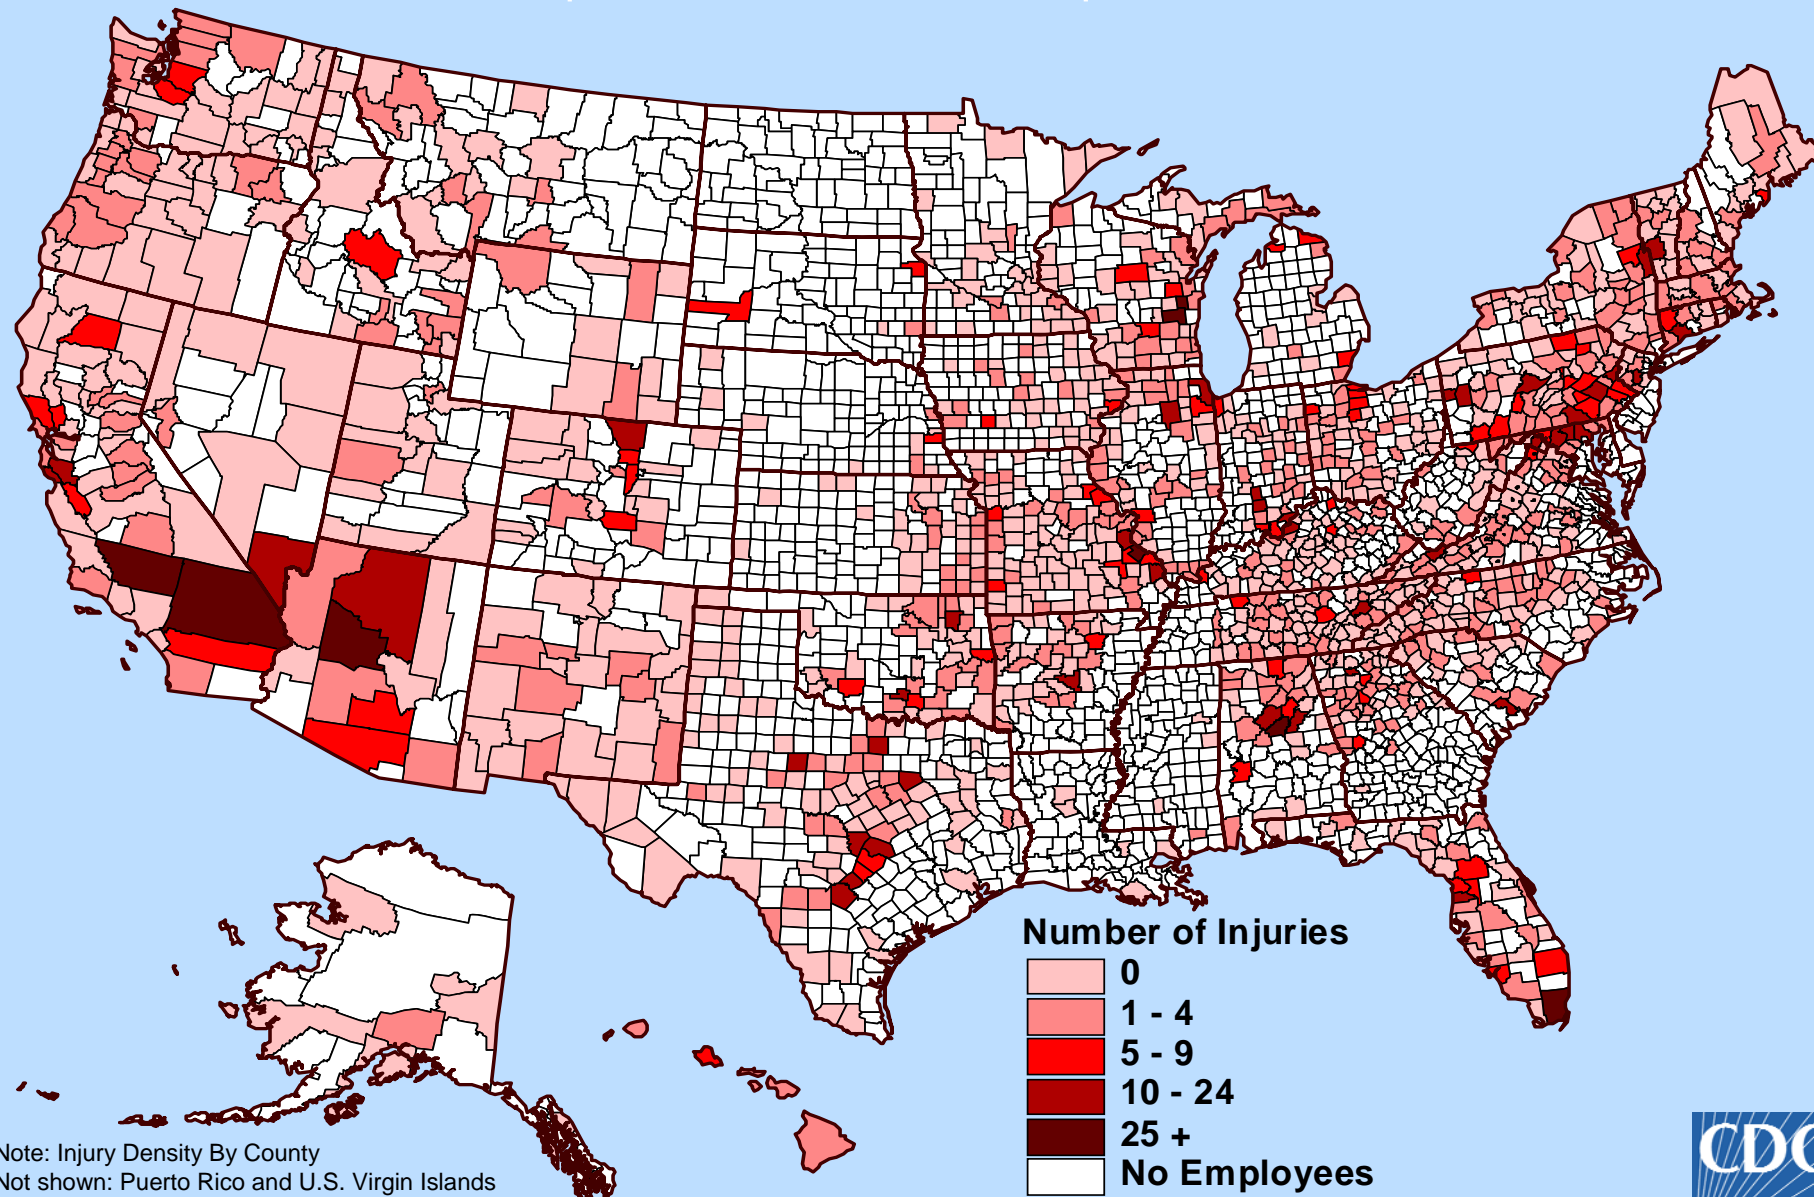 Number of Injuries
0
1 - 4
5 - 9
10 - 24
25 +
No Employees
Note: Injury Density By County
Not shown: Puerto Rico and U.S. Virgin Islands
CDC